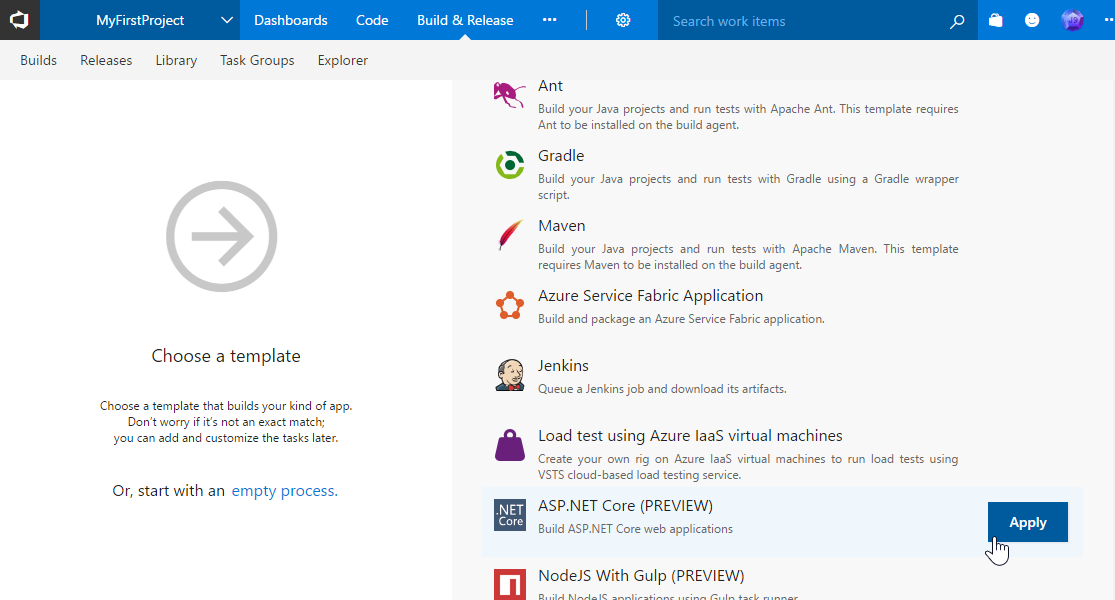 MyFirstProject
Dashboards
Code
Build & Release
Search work items
Builds
Releases
Library
Task Groups
Explorer
Choose a template
Choose a template that builds your kind of app.
Don't worry if it's not an exact match;
you can add and customize the tasks later.
Or, start with an empty process.
Ant
Build your Java projects and run tests with Apache Ant. This template requires
Ant to be installed on the build agent.
Gradle
Build your Java projects and run tests with Gradle using a Gradle wrapper
script.
Maven
Build your Java projects and run tests with Apache Maven. This template
requires Maven to be installed on the build agent.
Azure Service Fabric Application
Build and package an Azure Service Fabric application.
Jenkins
Queue a Jenkins job and download its artifacts.
Load test using Azure IaaS virtual machines
Create your own rig on Azure IaaS virtual machines to run load tests using
VSTS cloud-based load testing service.
.NET
Core
ASP.NET Core (PREVIEW)
Build ASP.NET Core web applications
Apply
NodeJS With Gulp (PREVIEW)
Build NodeJS applications using Gulp task runner